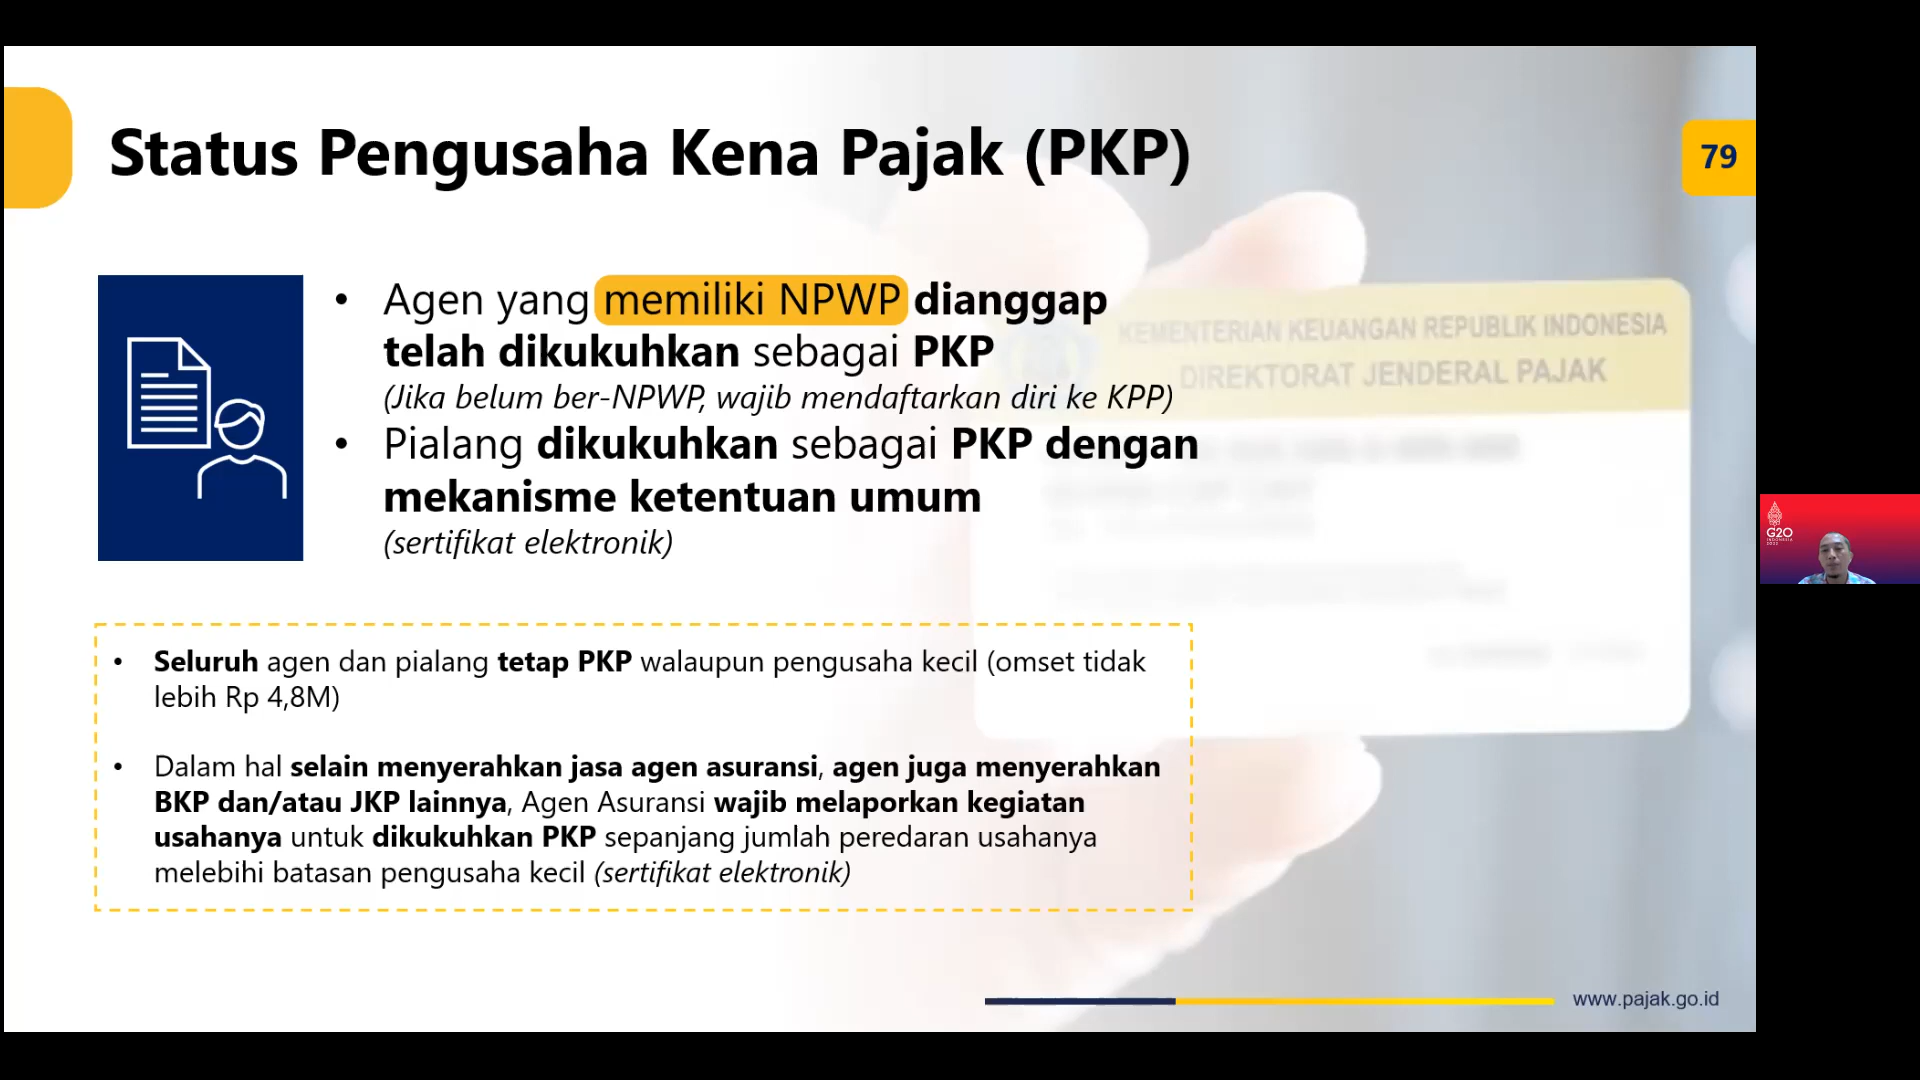 Status Pengusaha Kena Pajak (PKP)
79
• Agen yang memiliki NPWP dianggap
telah dikukuhkan sebagai PKP
(Jika belum ber-NPWP, wajib mendaftarkan diri ke KPP)
• Pialang dikukuhkan sebagai PKP dengan
mekanisme ketentuan umum
(sertifikat elektronik)
KEMENTERIAN KEUANGAN REPUBLIK INDONESIA
DIREKTORAT JENDERAL PAJAK
• Seluruh agen dan pialang tetap PKP walaupun pengusaha kecil (omset tidak
lebih Rp 4,8M)
• Dalam hal selain menyerahkan jasa agen asuransi, agen juga menyerahkan
BKP dan/atau JKP lainnya, Agen Asuransi wajib melaporkan kegiatan
usahanya untuk dikukuhkan PKP sepanjang jumlah peredaran usahanya
melebihi batasan pengusaha kecil (sertifikat elektronik)
www.pajak.go.id
G20
INDONESIA
2022